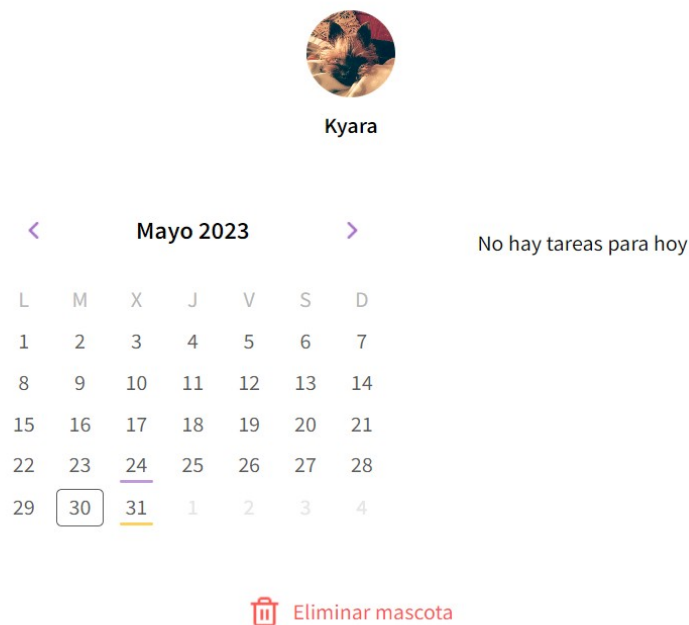 Kyara
Mayo 2023
L M X J V S D
1 2 3 4 5 6 7
8 9 10 11 12 13 14
15 16 17 18 19 20 21
22 23 24 25 26 27 28
29 30 31 1 2 3 4
No hay tareas para hoy
Eliminar mascota